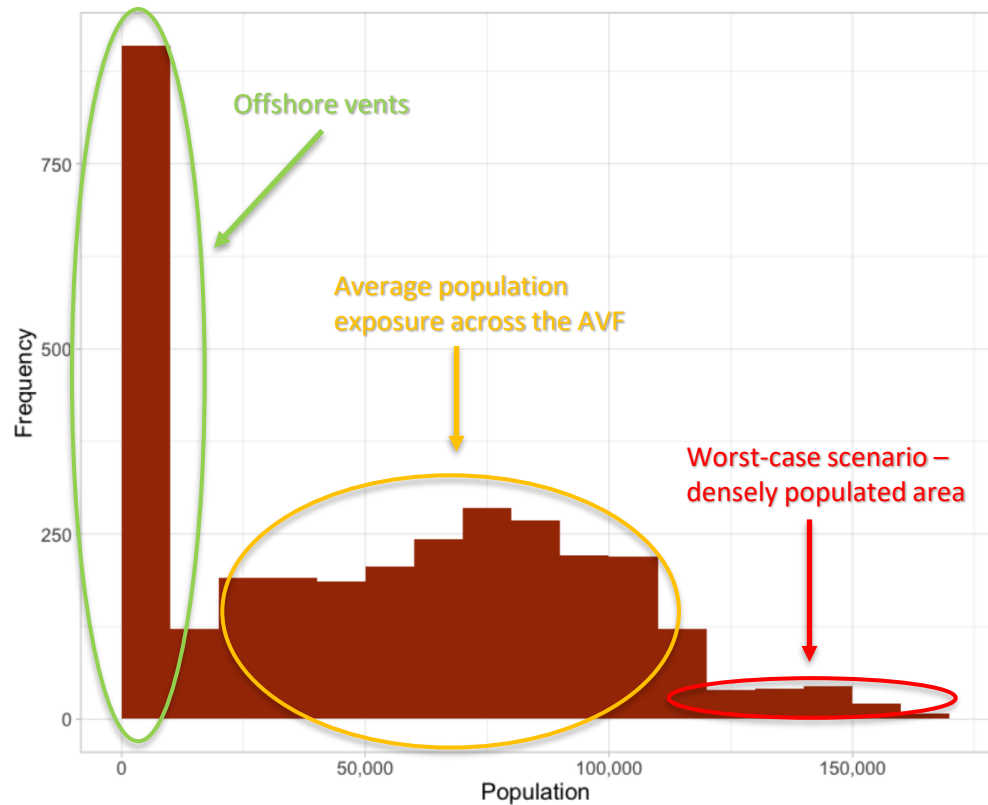 Offshore vents
Average population
exposure across the AVF
Worst-case scenario –
densely populated area
Frequency
750
500
250
0
0
50,000
100,000
150,000
Population